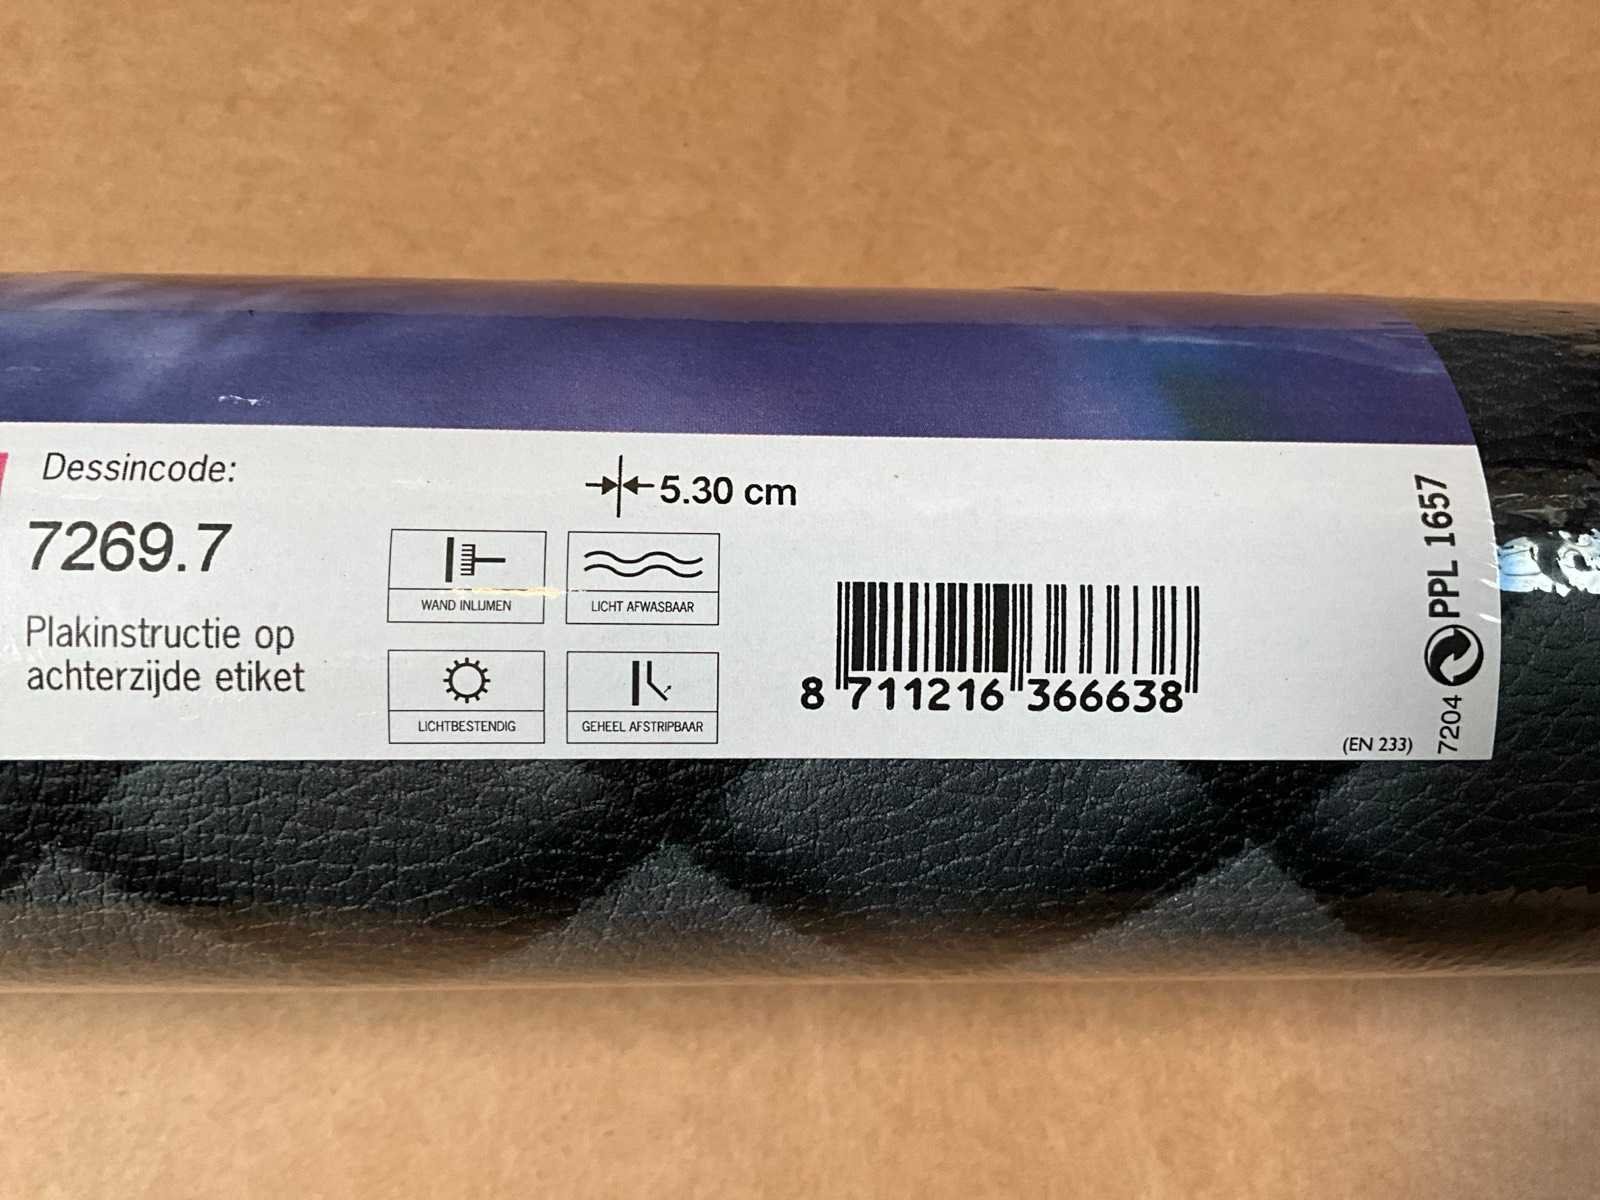 Dessincode:
7269.7
Plakinstructie op
achterzijde etiket
5.30 cm
WAND INLIJMEN
LICHT AFWASBAAR
LICHTBESTENDIG
GEHEEL AFSTRIPBAAR
8 711216 366638
(EN 233)
7204 PPL 1657